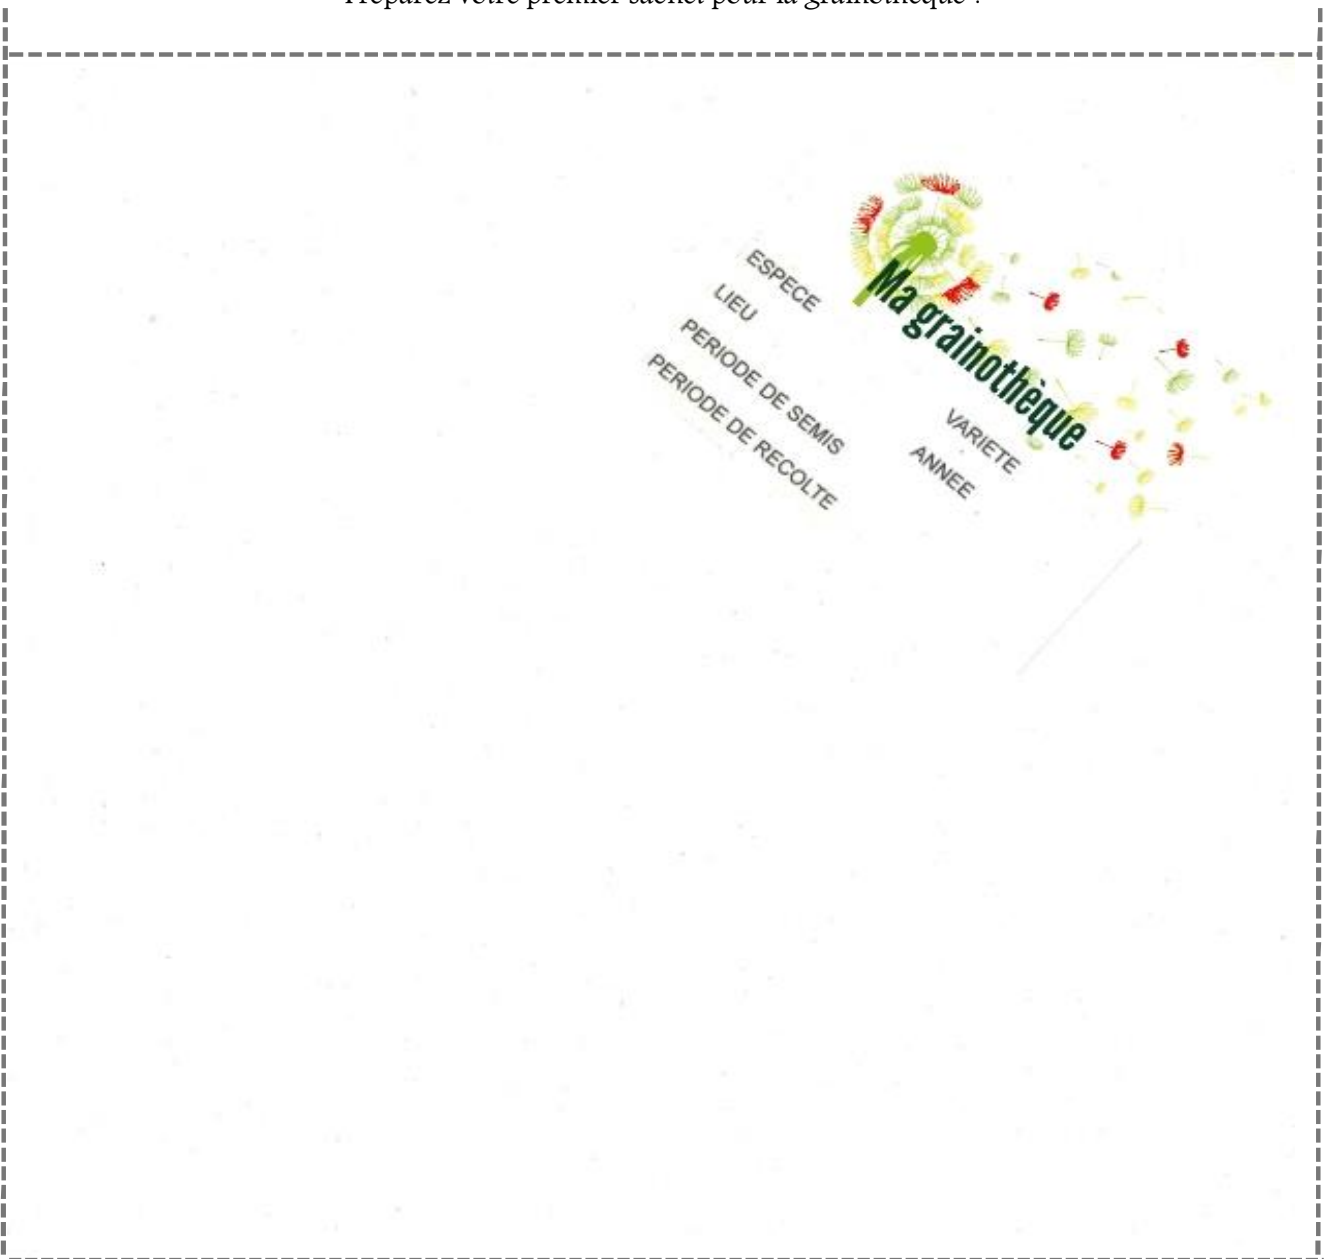 Préparez votre premier sachet pour la grainothèque !
Ma grainothèque
ESPECE
VARIETE
LIEU
ANNEE
PERIODE DE SEMIS
PERIODE DE RECOLTE